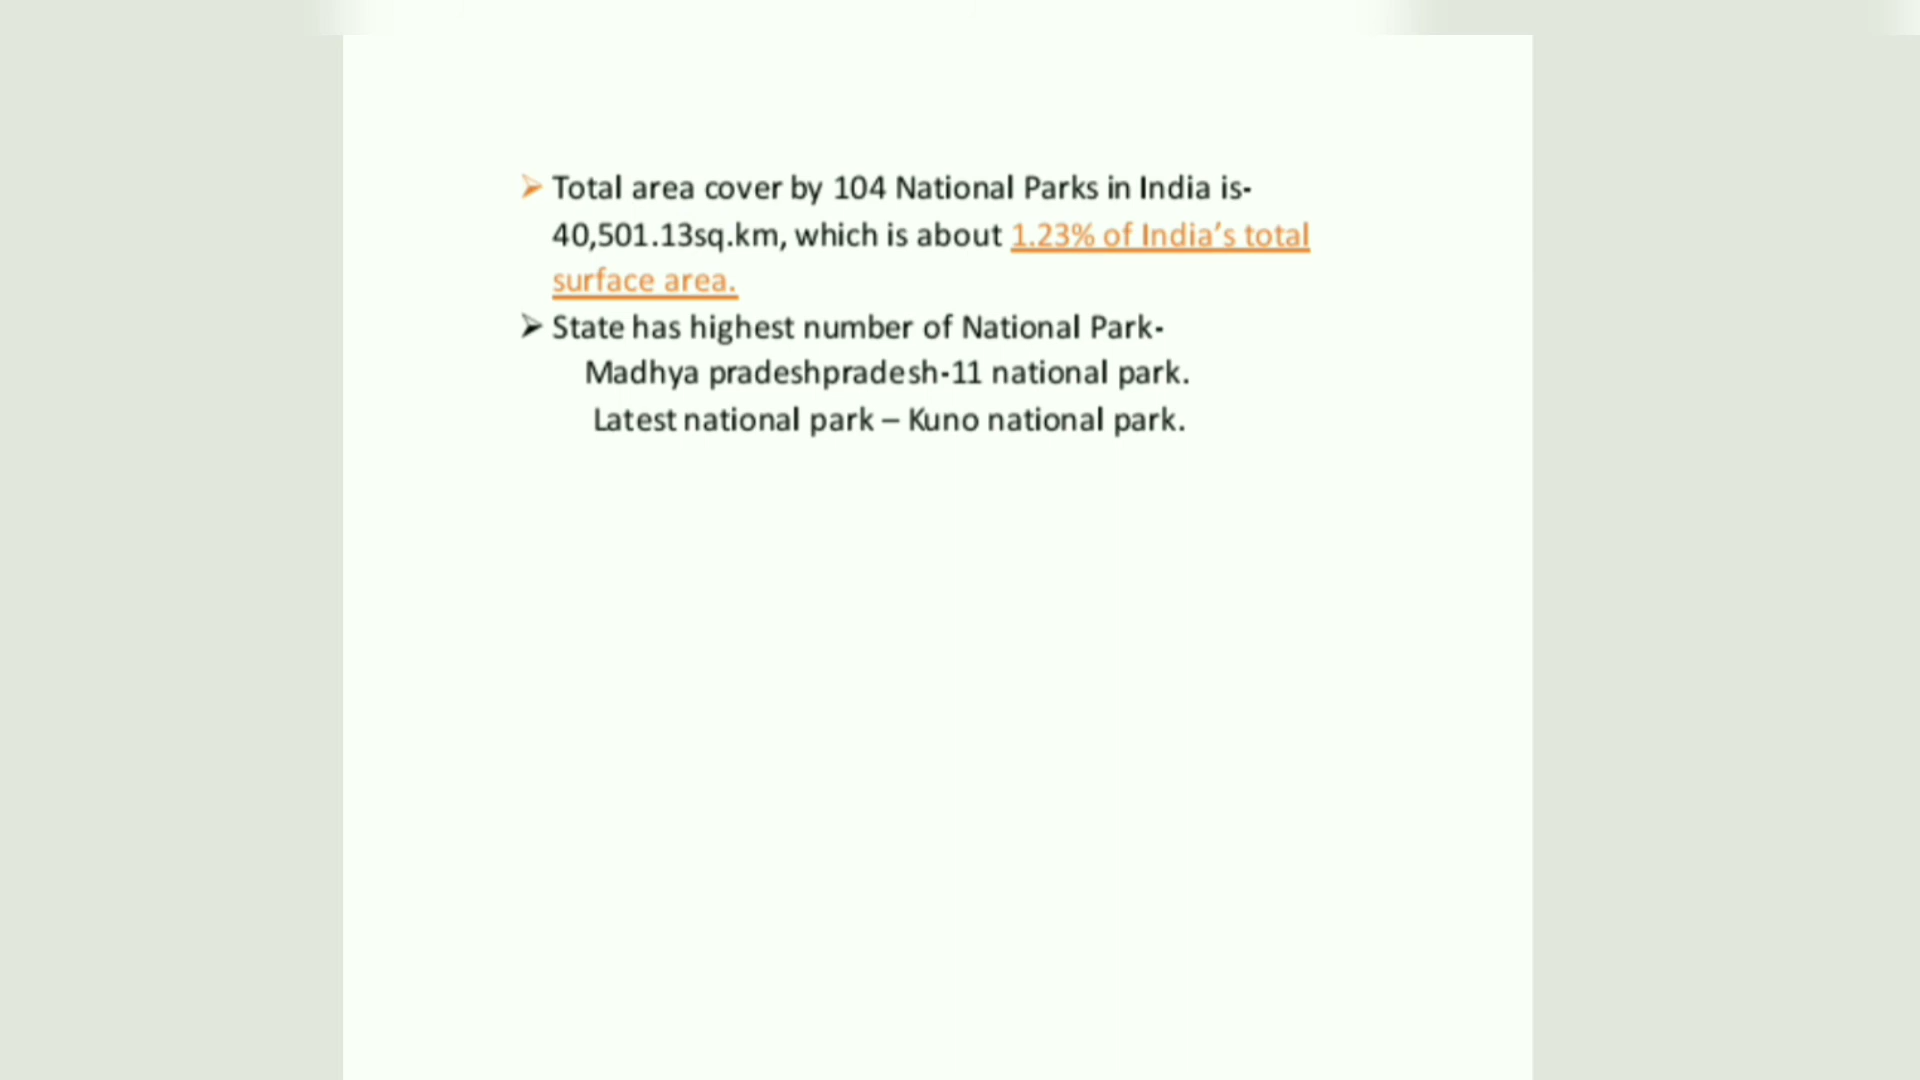 ➢ Total area cover by 104 National Parks in India is-
40,501.13sq.km, which is about 1.23% of India’s total
surface area.
➢ State has highest number of National Park-
Madhya pradeshpradesh-11 national park.
Latest national park – Kuno national park.